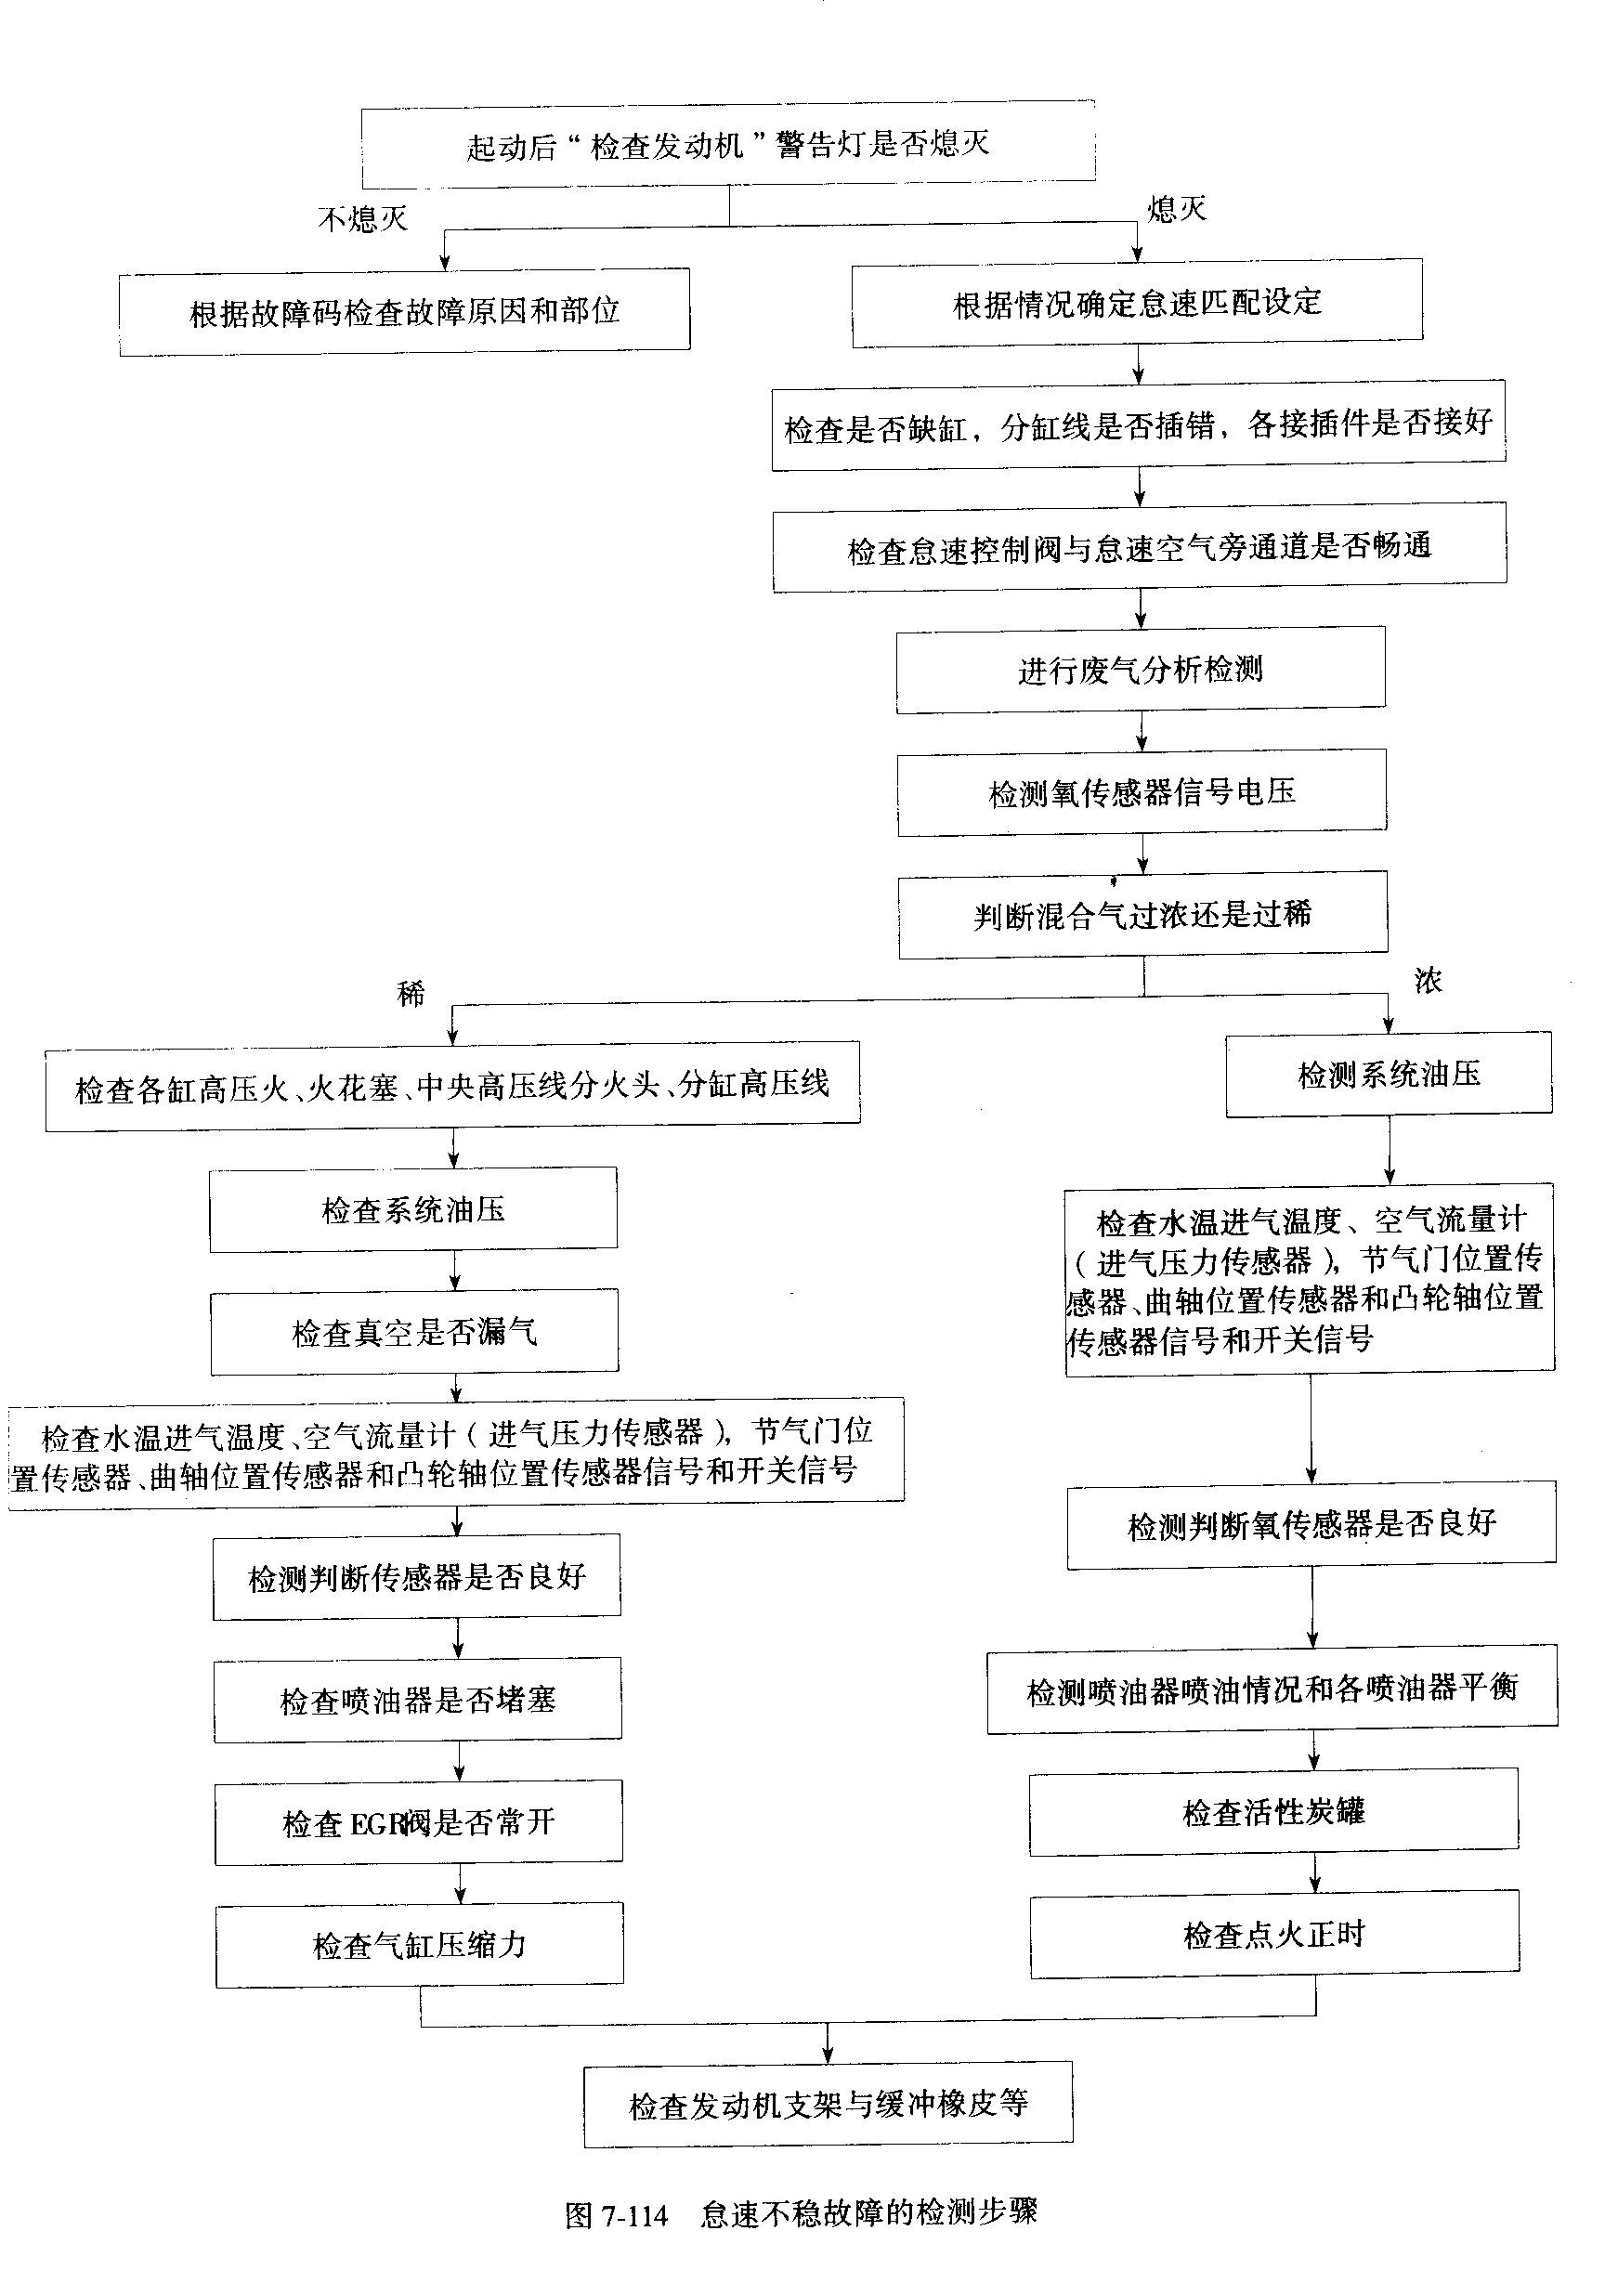 起动后“检查发动机”警告灯是否熄灭
不熄灭
熄灭
根据故障码检查故障原因和部位
根据情况确定怠速匹配设定
检查是否缺缸，分缸线是否插错，各接插件是否接好
检查怠速控制阀与怠速空气旁通道是否畅通
进行废气分析检测
检测氧传感器信号电压
判断混合气过浓还是过稀
稀
浓
检查各缸高压火、火花塞、中央高压线分火头、分缸高压线
检查系统油压
检查真空是否漏气
检查水温进气温度、空气流量计（进气压力传感器），节气门位
置传感器、曲轴位置传感器和凸轮轴位置传感器信号和开关信号
检测判断传感器是否良好
检查喷油器是否堵塞
检查EGR阀是否常开
检查气缸压缩力
检测系统油压
检查水温进气温度、空气流量计
（进气压力传感器），节气门位置传
感器、曲轴位置传感器和凸轮轴位置
传感器信号和开关信号
检测判断氧传感器是否良好
检测喷油器喷油情况和各喷油器平衡
检查活性炭罐
检查点火正时
检查发动机支架与缓冲橡皮等
图7-114 怠速不稳故障的检测步骤